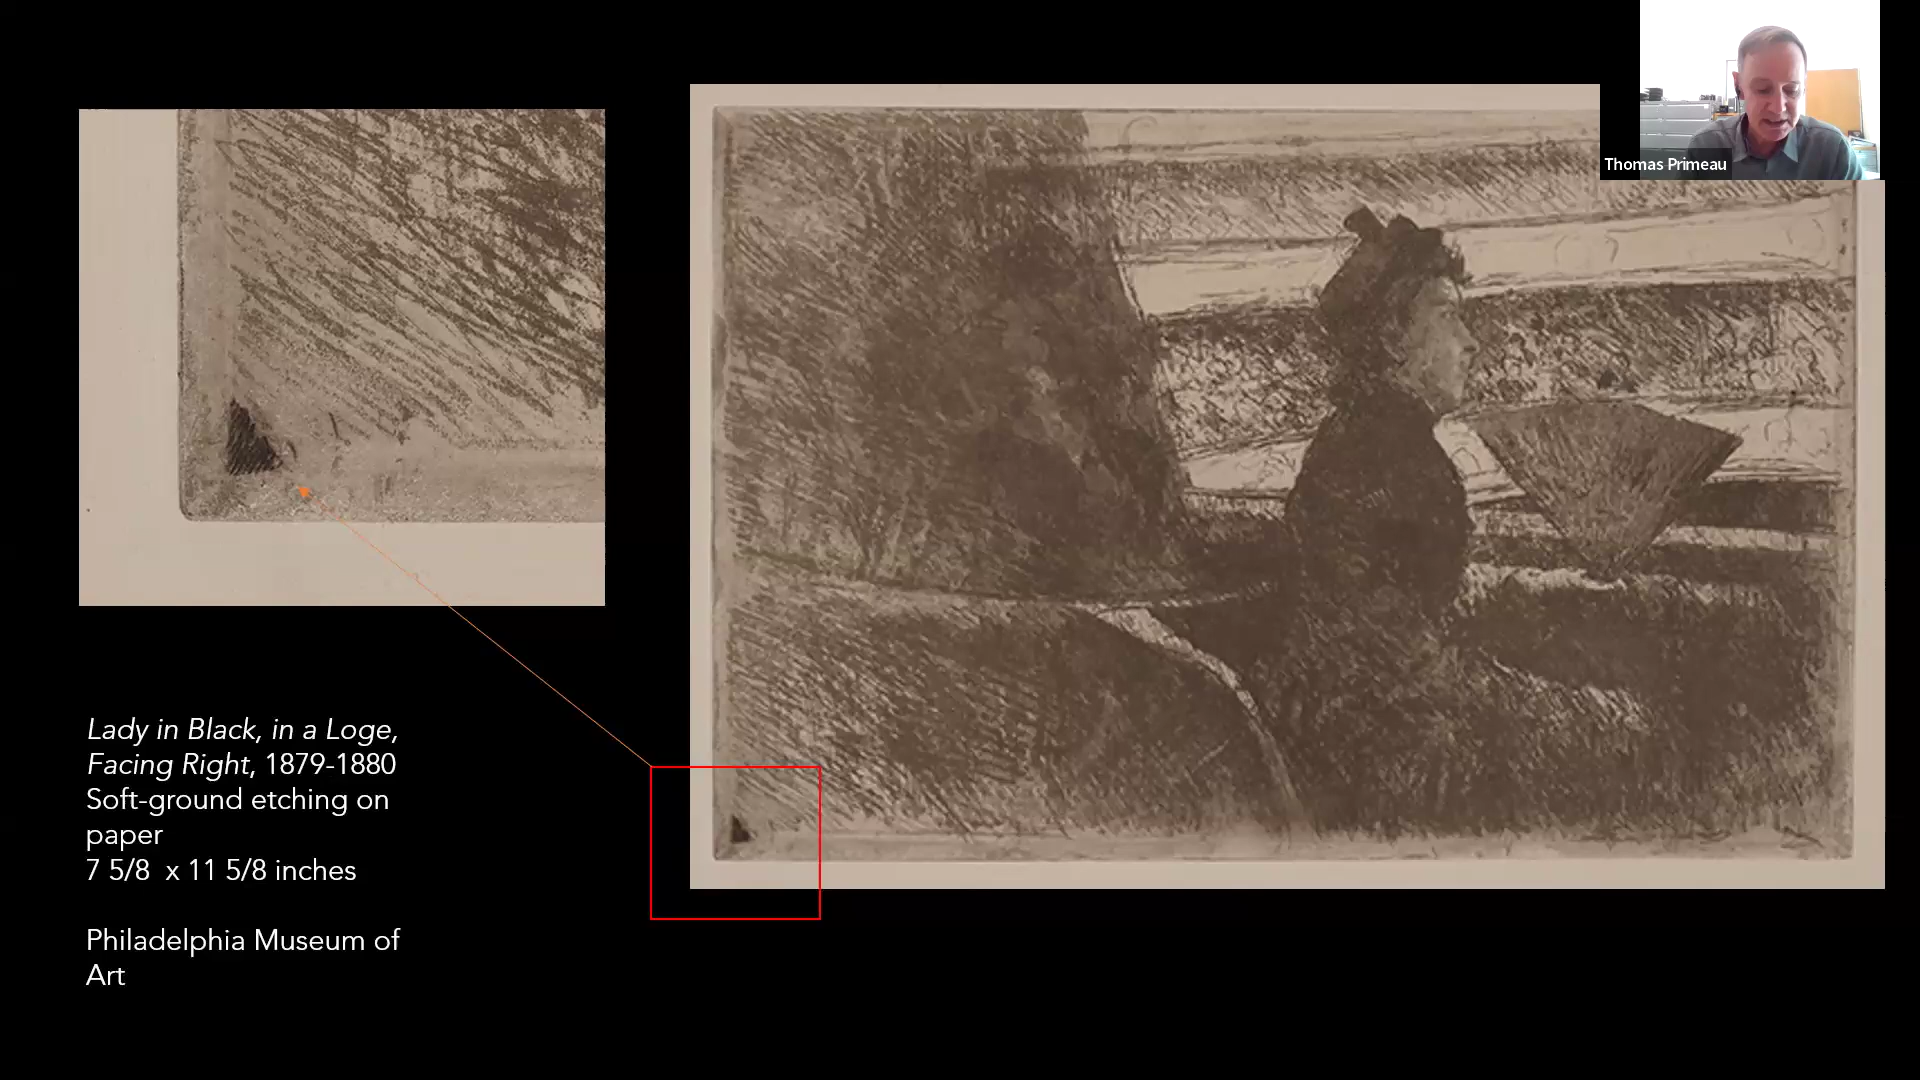 Thomas Primeau
Lady in Black, in a Loge,
Facing Right, 1879-1880
Soft-ground etching on
paper
7 5/8 x 11 5/8 inches
Philadelphia Museum of
Art